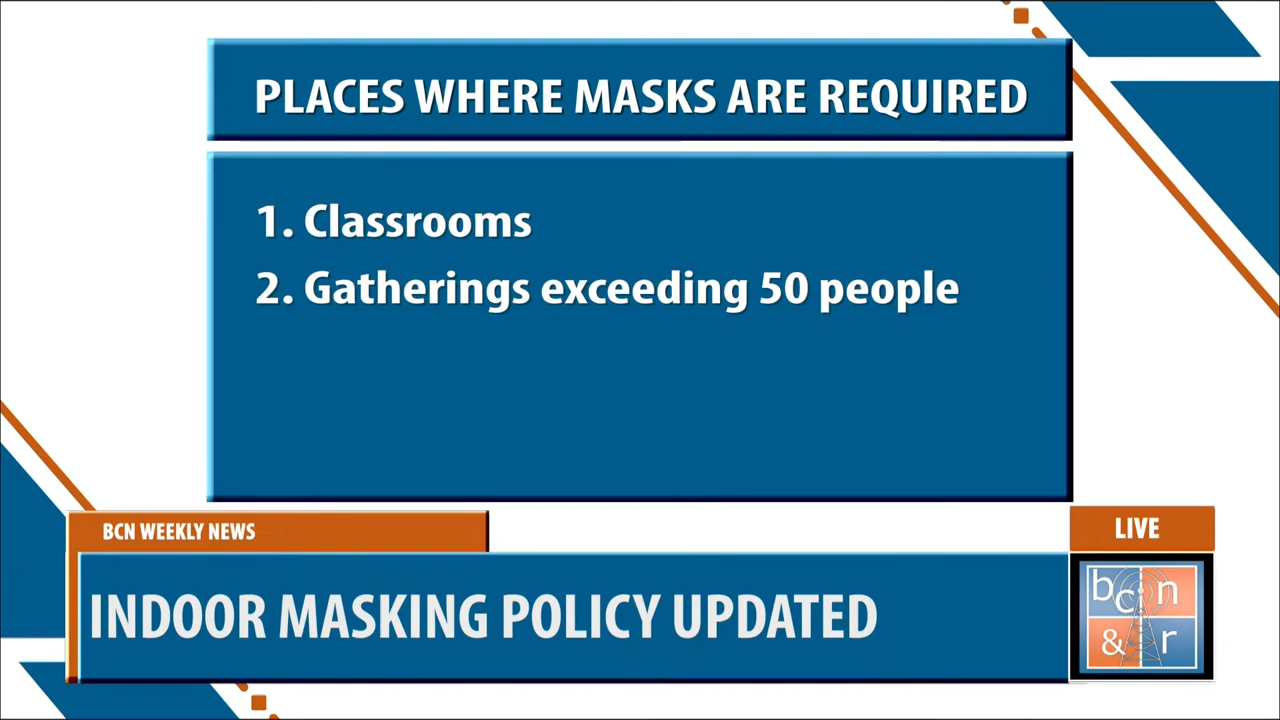 PLACES WHERE MASKS ARE REQUIRED
1. Classrooms
2. Gatherings exceeding 50 people
BCN WEEKLY NEWS
LIVE
INDOOR MASKING POLICY UPDATED
bcn
&r